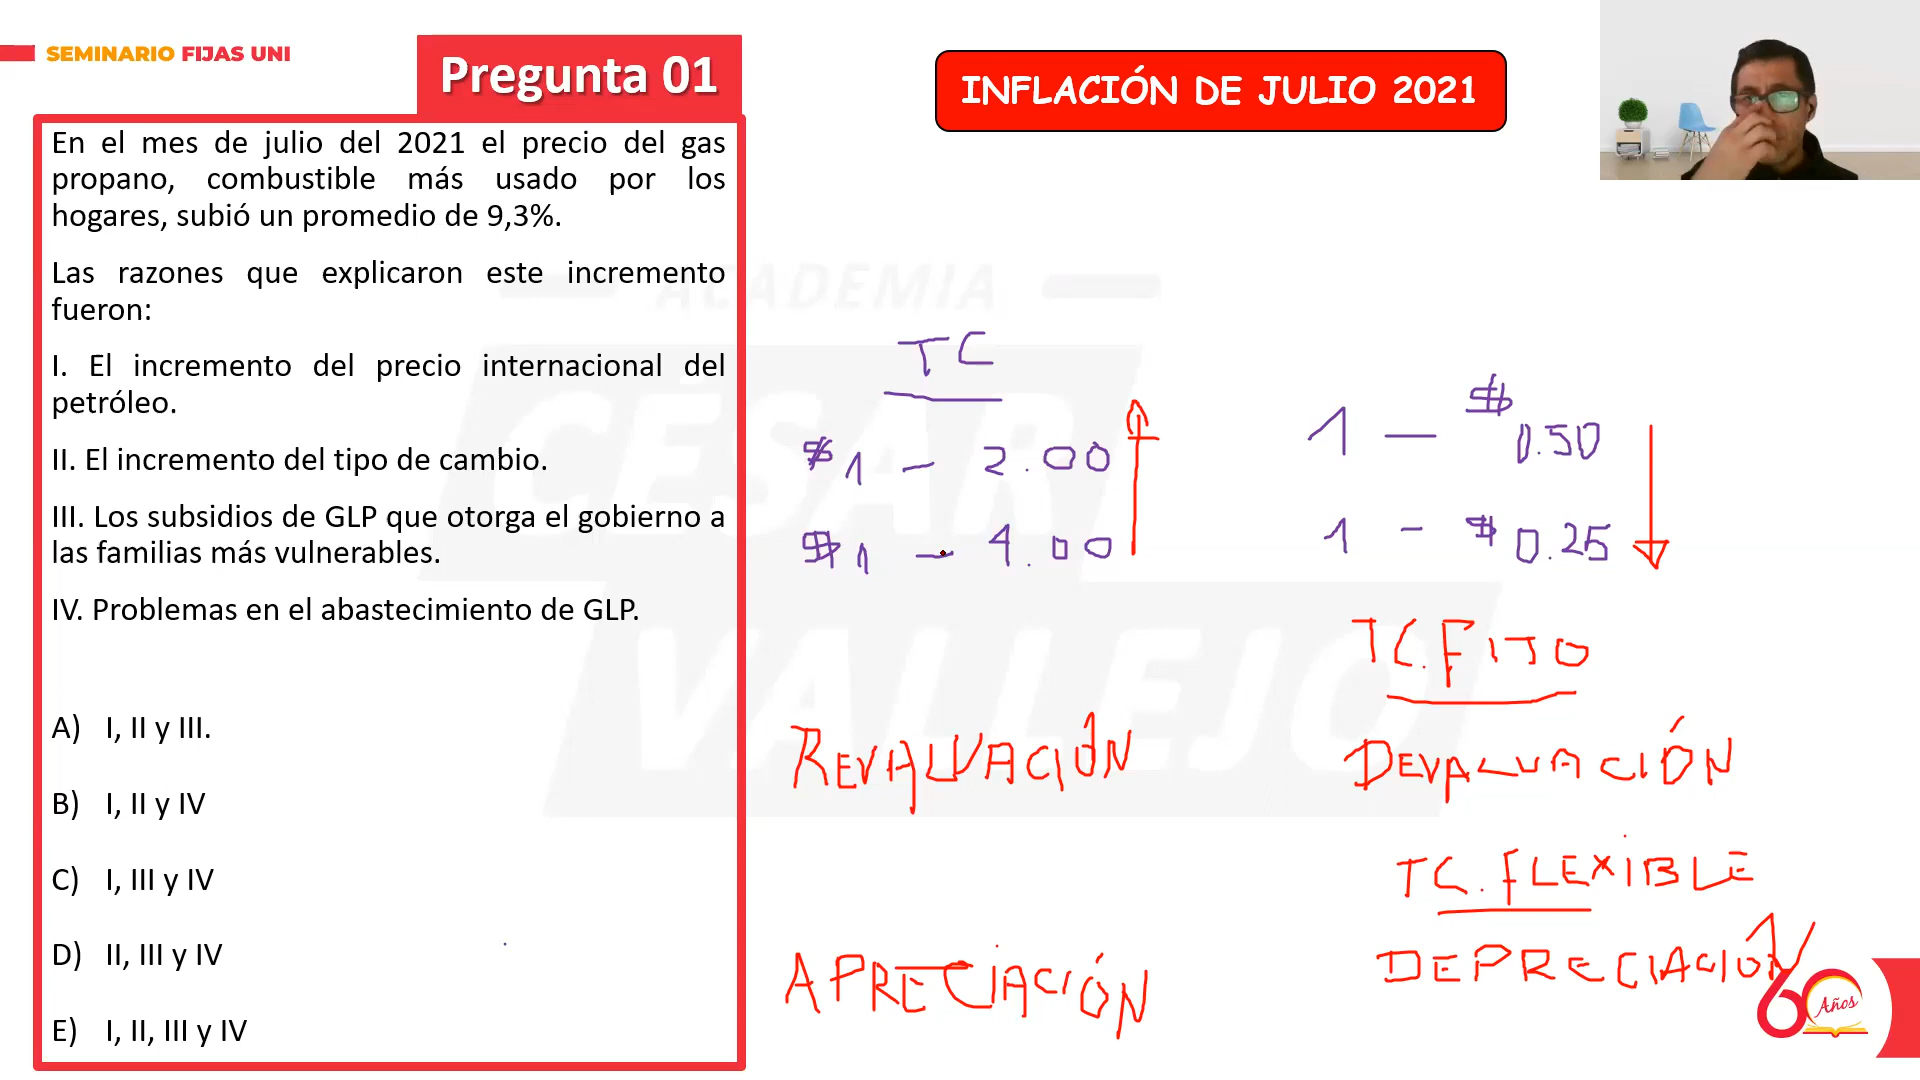 SEMINARIO FIJAS UNI
Pregunta 01
INFLACIÓN DE JULIO 2021
En el mes de julio del 2021 el precio del gas
propano, combustible más usado por los
hogares, subió un promedio de 9,3%.
Las razones que explicaron este incremento
fueron:
I. El incremento del precio internacional del
petróleo.
II. El incremento del tipo de cambio.
III. Los subsidios de GLP que otorga el gobierno a
las familias más vulnerables.
IV. Problemas en el abastecimiento de GLP.
A) I, II y III.
B) I, II y IV
C) I, III y IV
D) II, III y IV
E) I, II, III y IV
ACADEMIA
CÉSAR
VALLEJO
TC
$1 – 2.00
$1 – 4.00
1 – $ 0.50
1 – $ 0.25
TC. FIJO
REVALUACIÓN
DEVALUACIÓN
TC. FLEXIBLE
APRECIACIÓN
DEPRECIACIÓN
60 Años